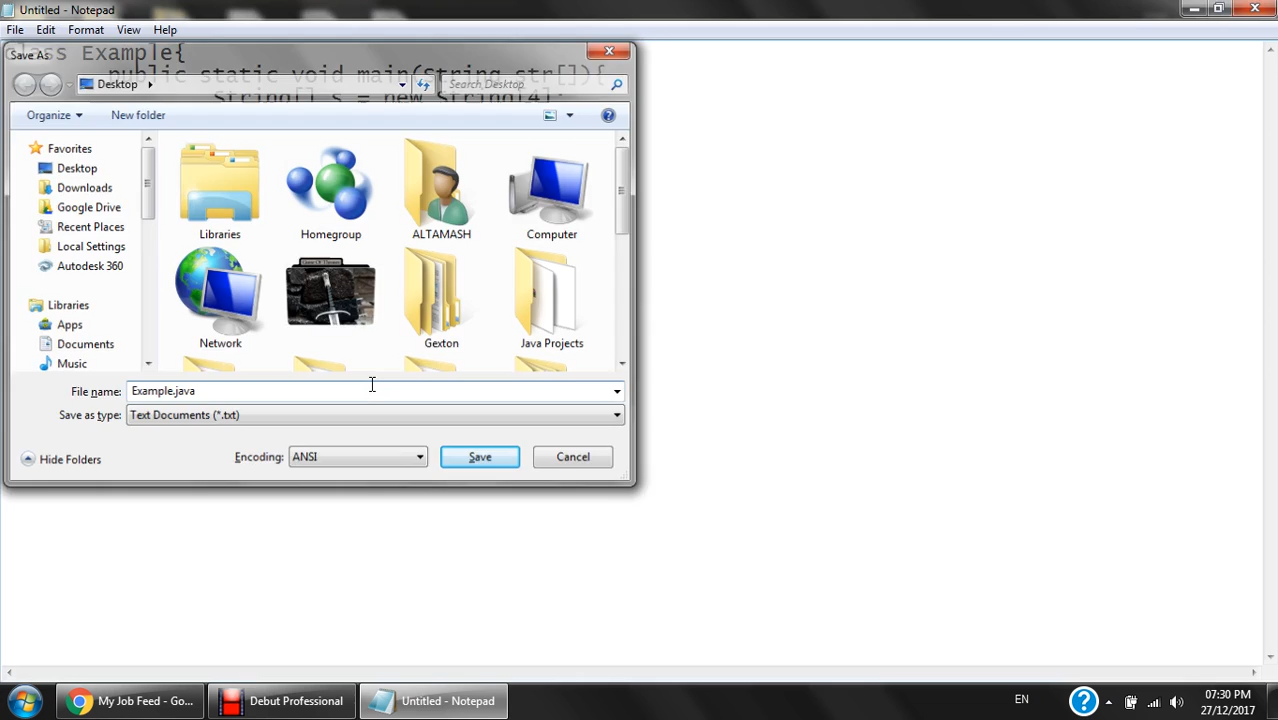 Untitled - Notepad
File Edit Format View Help
class Example{
Save As
public static void main(String str[]){
Desktop
Search Desktop
String[] s = new String[4];
Organize New folder
Favorites
Desktop
Downloads
Google Drive
Recent Places
Local Settings
Autodesk 360
Libraries
Apps
Documents
Music
Libraries Homegroup ALTAMASH Computer
Network Gexton Java Projects
File name: Example.java
Save as type: Text Documents (*.txt)
Hide Folders Encoding: ANSI Save Cancel
My Job Feed - Go... Debut Professional Untitled - Notepad EN 07:30 PM
27/12/2017